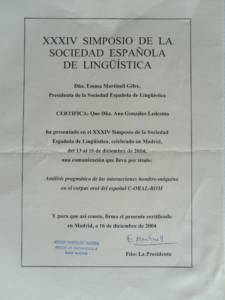 XXXIV SIMPOSIO DE LA
SOCIEDAD ESPAÑOLA
DE LINGÜÍSTICA
Dña. Emma Martinell Gifre,
Presidenta de la Sociedad Española de Lingüística
CERTIFICA: Que Dña. Ana González Ledesma
ha presentado en el XXXIV Simposio de la Sociedad
Española de Lingüística, celebrado en Madrid,
del 13 al 16 de diciembre de 2004,
una comunicación que lleva por título:
Análisis pragmático de las interacciones hombre-máquina
en el corpus oral del español C-ORAL-ROM
Y para que así conste, firmo el presente certificado
en Madrid, a 16 de diciembre de 2004
E. Martinell
Fdo: La Presidenta